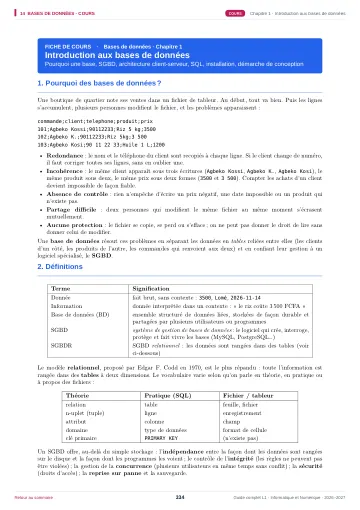 14 BASES DE DONNÉES · COURS
COURS Chapitre 1 - Introduction aux bases de données
FICHE DE COURS · Bases de données · Chapitre 1
Introduction aux bases de données
Pourquoi une base, SGBD, architecture client-serveur, SQL, installation, démarche de conception
1. Pourquoi des bases de données ?
Une boutique de quartier note ses ventes dans un fichier de tableur. Au début, tout va bien. Puis les lignes
s'accumulent, plusieurs personnes modifient le fichier, et les problèmes apparaissent :
commande;client;telephone;produit;prix
101;Agbeko Kossi;90112233;Riz 5 kg;3500
102;Agbeko K.;90112233;Riz 5kg;3 500
103;Agbeko Kosi;90 11 22 33;Huile 1 L;1200
• Redondance : le nom et le téléphone du client sont recopiés à chaque ligne. Si le client change de numéro,
il faut corriger toutes ses lignes, sans en oublier une.
• Incohérence : le même client apparaît sous trois écritures (Agbeko Kossi, Agbeko K., Agbeko Kosi), le
même produit sous deux, le même prix sous deux formes (3500 et 3 500). Compter les achats d'un client
devient impossible de façon fiable.
• Absence de contrôle : rien n'empêche d'écrire un prix négatif, une date impossible ou un produit qui
n'existe pas.
• Partage difficile : deux personnes qui modifient le même fichier au même moment s'écrasent
mutuellement.
• Aucune protection : le fichier se copie, se perd ou s'efface ; on ne peut pas donner le droit de lire sans
donner celui de modifier.
Une base de données résout ces problèmes en séparant les données en tables reliées entre elles (les clients
d'un côté, les produits de l'autre, les commandes qui renvoient aux deux) et en confiant leur gestion à un
logiciel spécialisé, le SGBD.
2. Définitions
Terme Signification
Donnée fait brut, sans contexte : 3500, Lomé, 2026-11-14
Information donnée interprétée dans un contexte : « le riz coûte 3 500 FCFA »
Base de données (BD) ensemble structuré de données liées, stockées de façon durable et
partagées par plusieurs utilisateurs ou programmes
SGBD système de gestion de bases de données: le logiciel qui crée, interroge,
protège et fait vivre les bases (MySQL, PostgreSQL...)
SGBDR SGBD relationnel : les données sont rangées dans des tables (voir
ci-dessous)
Le modèle relationnel, proposé par Edgar F. Codd en 1970, est le plus répandu : toute l'information est
rangée dans des tables à deux dimensions. Le vocabulaire varie selon qu'on parle en théorie, en pratique ou
à propos des fichiers :
Théorie Pratique (SQL) Fichier / tableur
relation table feuille, fichier
n-uplet (tuple) ligne enregistrement
attribut colonne champ
domaine type de données format de cellule
clé primaire PRIMARY KEY (n'existe pas)
Un SGBD offre, au-delà du simple stockage : l'indépendance entre la façon dont les données sont rangées
sur le disque et la façon dont les programmes les voient ; le contrôle de l'intégrité (les règles ne peuvent pas
être violées) ; la gestion de la concurrence (plusieurs utilisateurs en même temps sans conflit) ; la sécurité
(droits d'accès) ; la reprise sur panne et la sauvegarde.
Retour au sommaire
334
Guide complet L1 - Informatique et Numérique · 2026–2027